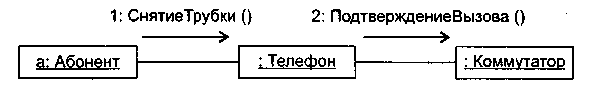 1: СнятиеТрубки () 2: ПодтверждениеВызова ()
а: Абонент : Телефон : Коммутатор